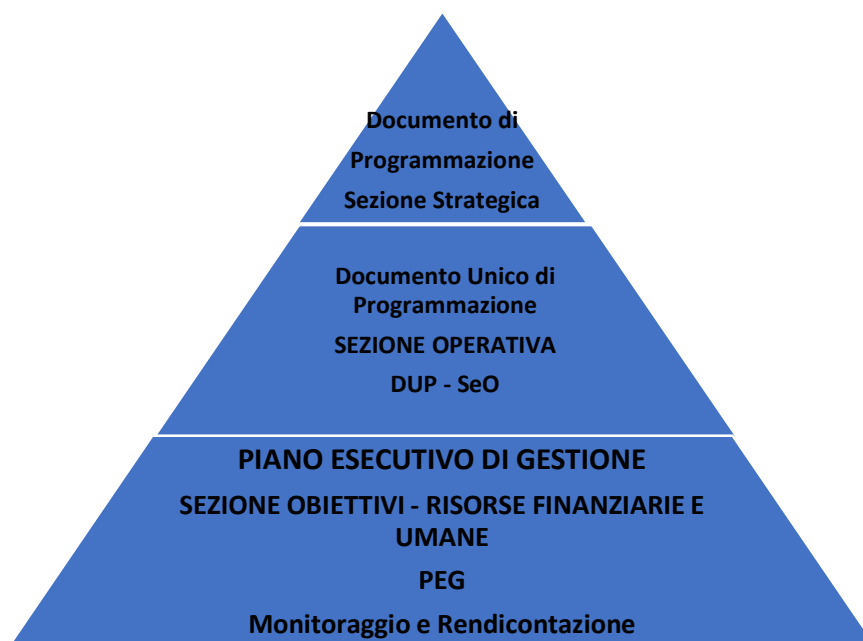 Documento di
Programmazione
Sezione Strategica
Documento Unico di
Programmazione
SEZIONE OPERATIVA
DUP - SeO
PIANO ESECUTIVO DI GESTIONE
SEZIONE OBIETTIVI - RISORSE FINANZIARIE E
UMANE
PEG
Monitoraggio e Rendicontazione